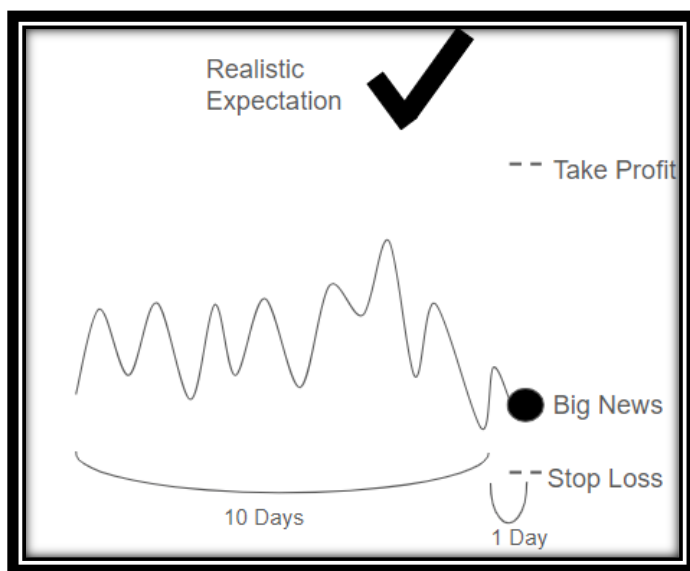 Realistic
Expectation
Take Profit
Big News
Stop Loss
10 Days
1 Day